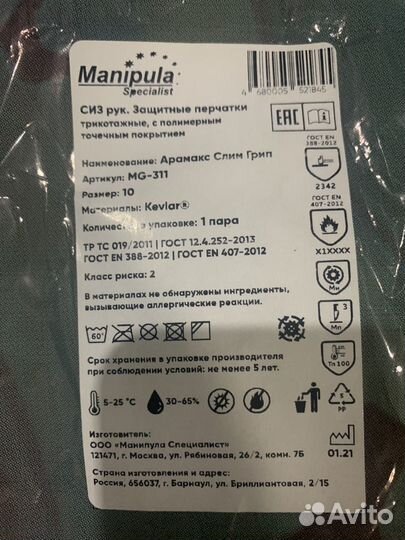 Manipula
Specialist
4 680005 521845
СИЗ рук. Защитные перчатки
трикотажные, с полимерным
точечным покрытием
EAC
ГОСТ EN
388-2012
2342
Наименование: Арамакс Слим Грип
Артикул: MG-311
Размер: 10
Материалы: Kevlar®
Количество в упаковке: 1 пара
ГОСТ EN
407-2012
X1XXXX
ТР ТС 019/2011 | ГОСТ 12.4.252-2013
ГОСТ EN 388-2012 | ГОСТ EN 407-2012
Класс риска: 2
Ми
В материалах не обнаружены ингредиенты,
вызывающие аллергические реакции.
3
Мп
60°
Тп 100
Срок хранения в упаковке производителя
при соблюдении условий: не менее 5 лет.
5-25 °C
30-65%
5
PP
Изготовитель:
ООО «Манипула Специалист»
121471, г. Москва, ул. Рябиновая, 26/2, комн. 7Б
01.21
Страна изготовления и адрес:
Россия, 656037, г. Барнаул, ул. Бриллиантовая, 2/15
Avito